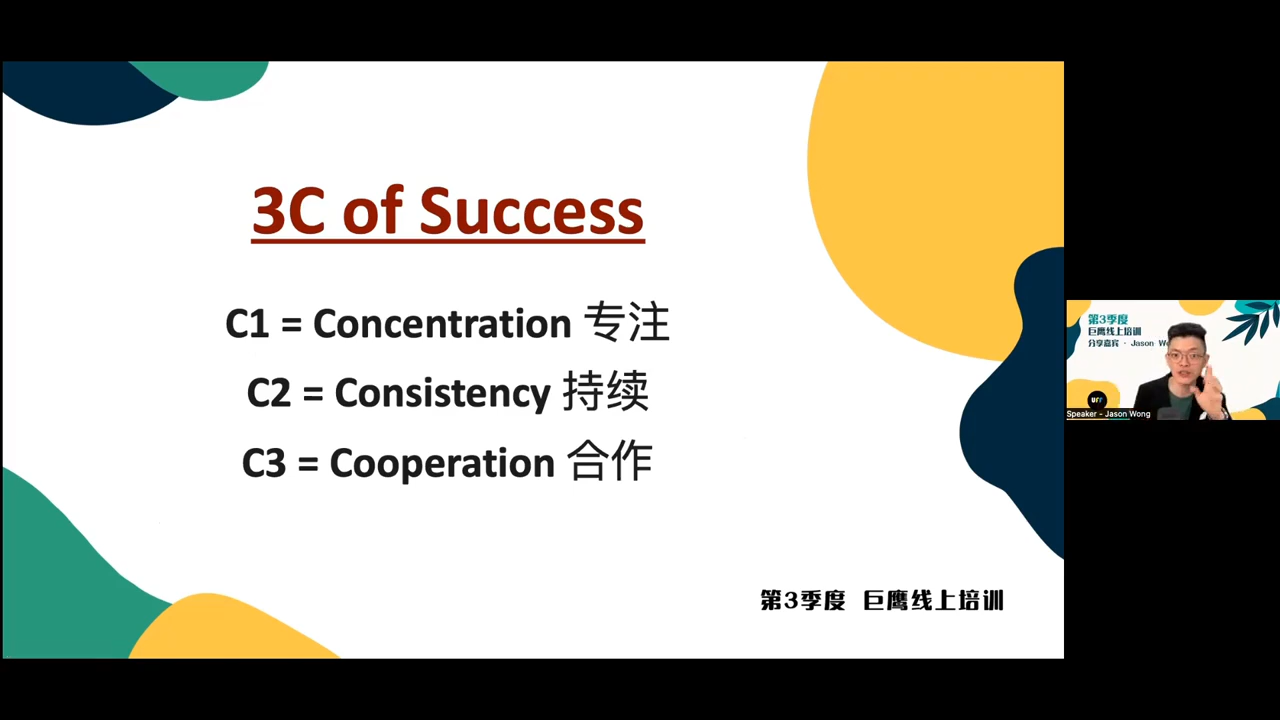 3C of Success
C1 = Concentration 专注
C2 = Consistency 持续
C3 = Cooperation 合作
第3季度 巨鹰线上培训
第3季度
巨鹰线上培训
分享嘉宾 · Jason
Speaker - Jason Wong